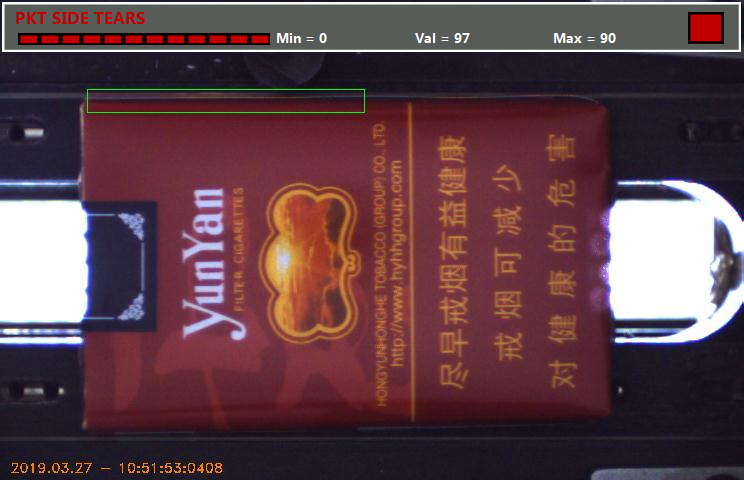 PKT SIDE TEARS
Min = 0 Val = 97 Max = 90
YunYan
FILTER CIGARETTES
HONGYUNHONGHE TOBACCO (GROUP) CO., LTD.
http://www.hyhhgroup.com
尽早戒烟有益健康
戒烟可减少
对健康的危害
2019.03.27 – 10:51:53:0408